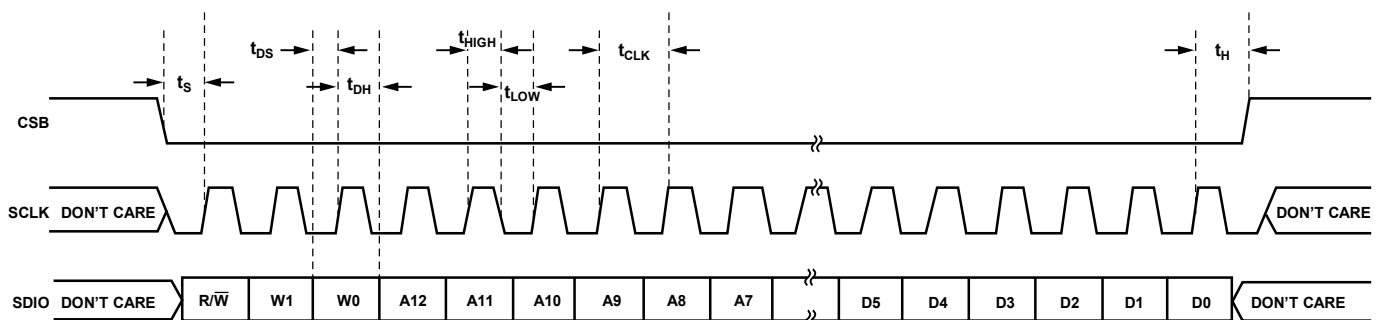 tDS
tHIGH
tCLK
tH
tS
tDH
tLOW
CSB
SCLK DON'T CARE DON'T CARE
SDIO DON'T CARE R/W̅ W1 W0 A12 A11 A10 A9 A8 A7 D5 D4 D3 D2 D1 D0 DON'T CARE